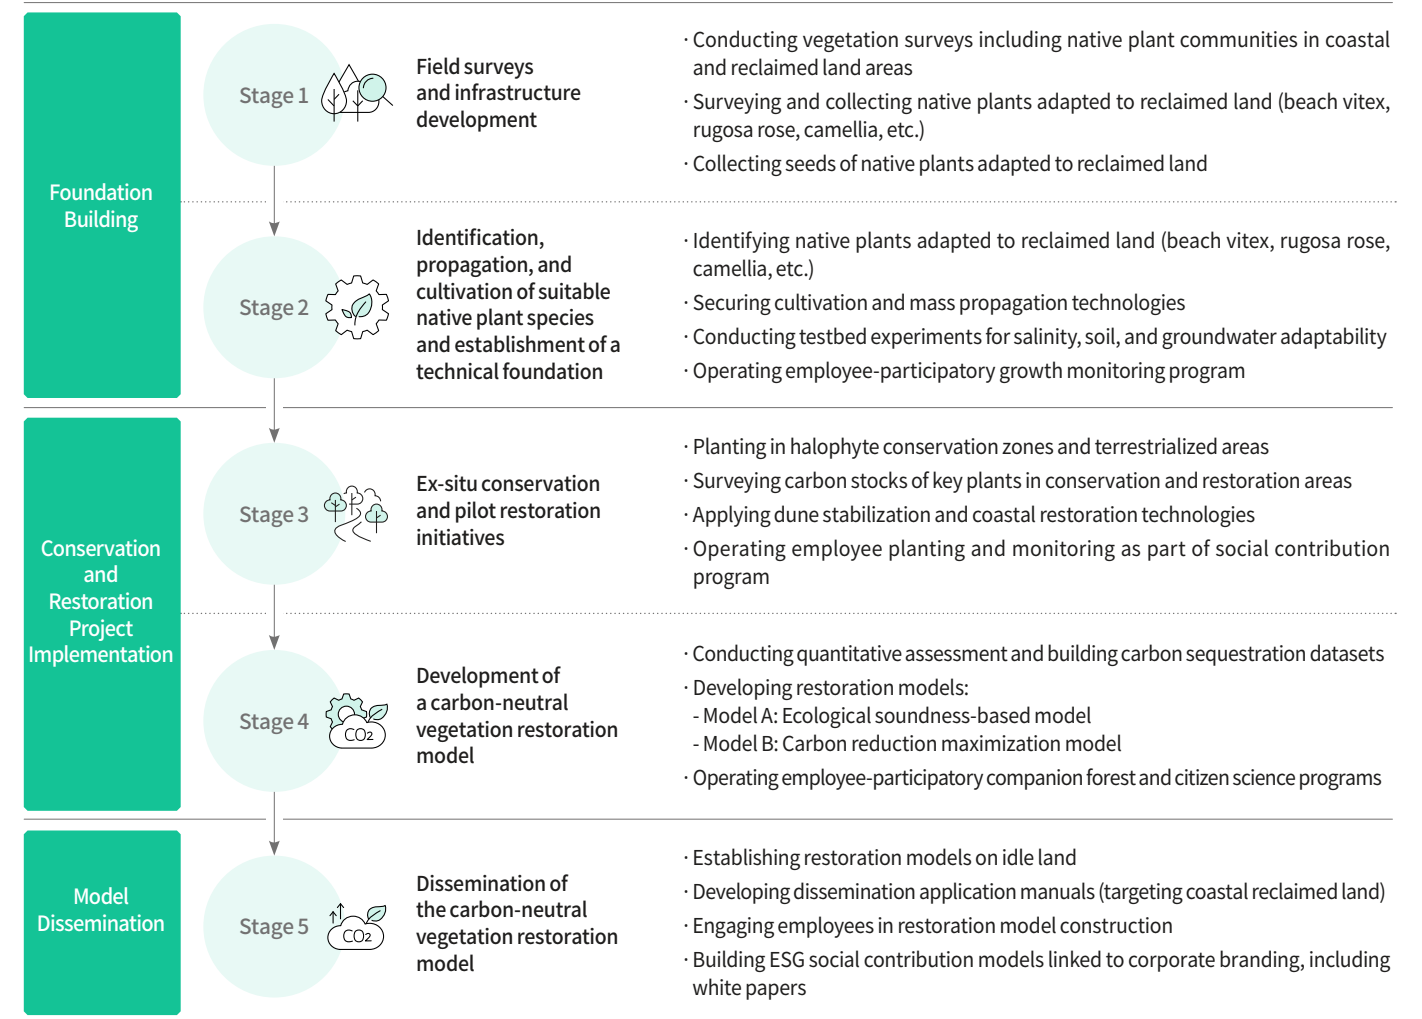 Foundation
Building
Stage 1
Field surveys
and infrastructure
development
· Conducting vegetation surveys including native plant communities in coastal
and reclaimed land areas
· Surveying and collecting native plants adapted to reclaimed land (beach vitex,
rugosa rose, camellia, etc.)
· Collecting seeds of native plants adapted to reclaimed land
Stage 2
Identification,
propagation, and
cultivation of suitable
native plant species
and establishment of a
technical foundation
· Identifying native plants adapted to reclaimed land (beach vitex, rugosa rose,
camellia, etc.)
· Securing cultivation and mass propagation technologies
· Conducting testbed experiments for salinity, soil, and groundwater adaptability
· Operating employee-participatory growth monitoring program
Conservation
and
Restoration
Project
Implementation
Stage 3
Ex-situ conservation
and pilot restoration
initiatives
· Planting in halophyte conservation zones and terrestrialized areas
· Surveying carbon stocks of key plants in conservation and restoration areas
· Applying dune stabilization and coastal restoration technologies
· Operating employee planting and monitoring as part of social contribution
program
Stage 4
CO2
Development of
a carbon-neutral
vegetation restoration
model
· Conducting quantitative assessment and building carbon sequestration datasets
· Developing restoration models:
- Model A: Ecological soundness-based model
- Model B: Carbon reduction maximization model
· Operating employee-participatory companion forest and citizen science programs
Model
Dissemination
Stage 5
CO2
Dissemination of
the carbon-neutral
vegetation restoration
model
· Establishing restoration models on idle land
· Developing dissemination application manuals (targeting coastal reclaimed land)
· Engaging employees in restoration model construction
· Building ESG social contribution models linked to corporate branding, including
white papers